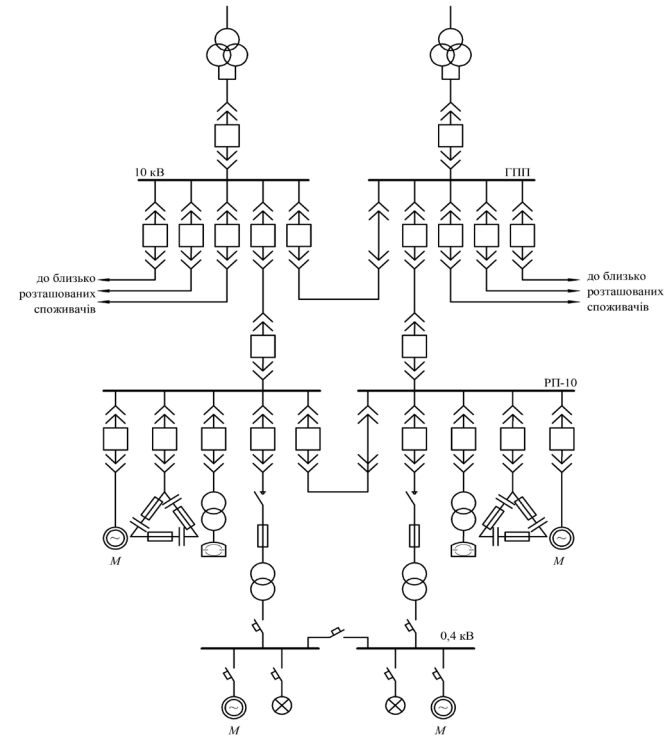 10 кВ
ГПП
до близько
розташованих
споживачів
до близько
розташованих
споживачів
РП-10
М
М
0,4 кВ
М
М